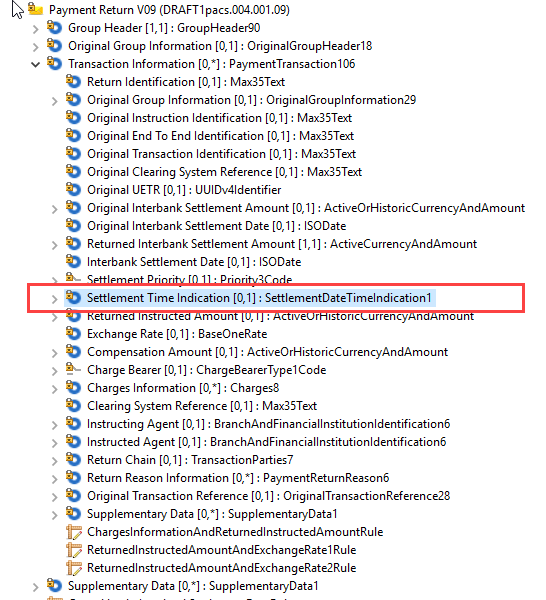 Payment Return V09 (DRAFT1pacs.004.001.09)
Group Header [1,1] : GroupHeader90
Original Group Information [0,1] : OriginalGroupHeader18
Transaction Information [0,*] : PaymentTransaction106
Return Identification [0,1] : Max35Text
Original Group Information [0,1] : OriginalGroupInformation29
Original Instruction Identification [0,1] : Max35Text
Original End To End Identification [0,1] : Max35Text
Original Transaction Identification [0,1] : Max35Text
Original Clearing System Reference [0,1] : Max35Text
Original UETR [0,1] : UUIDv4Identifier
Original Interbank Settlement Amount [0,1] : ActiveOrHistoricCurrencyAndAmount
Original Interbank Settlement Date [0,1] : ISODate
Returned Interbank Settlement Amount [1,1] : ActiveCurrencyAndAmount
Interbank Settlement Date [0,1] : ISODate
Settlement Priority [0,1] : Priority3Code
Settlement Time Indication [0,1] : SettlementDateTimeIndication1
Returned Instructed Amount [0,1] : ActiveOrHistoricCurrencyAndAmount
Exchange Rate [0,1] : BaseOneRate
Compensation Amount [0,1] : ActiveOrHistoricCurrencyAndAmount
Charge Bearer [0,1] : ChargeBearerType1Code
Charges Information [0,*] : Charges8
Clearing System Reference [0,1] : Max35Text
Instructing Agent [0,1] : BranchAndFinancialInstitutionIdentification6
Instructed Agent [0,1] : BranchAndFinancialInstitutionIdentification6
Return Chain [0,1] : TransactionParties7
Return Reason Information [0,*] : PaymentReturnReason6
Original Transaction Reference [0,1] : OriginalTransactionReference28
Supplementary Data [0,*] : SupplementaryData1
ChargesInformationAndReturnedInstructedAmountRule
ReturnedInstructedAmountAndExchangeRate1Rule
ReturnedInstructedAmountAndExchangeRate2Rule
Supplementary Data [0,*] : SupplementaryData1